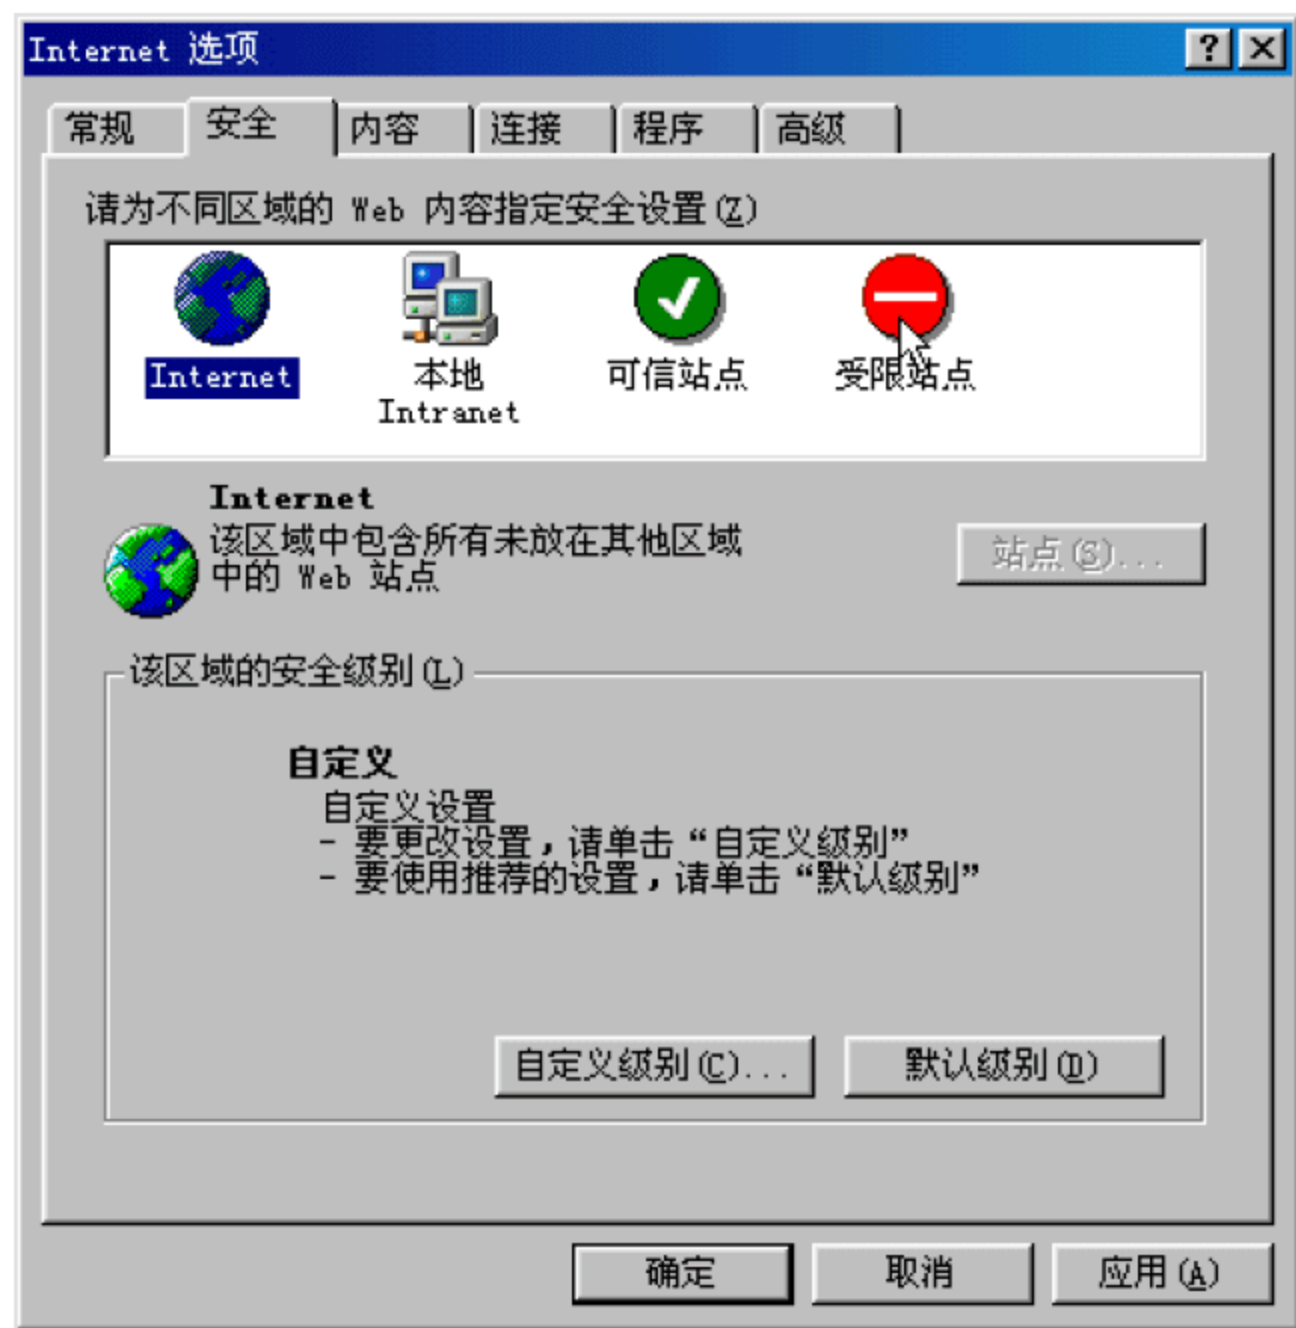 Internet 选项
常规 安全 内容 连接 程序 高级
请为不同区域的 Web 内容指定安全设置(Z)
Internet 本地 可信站点 受限站点
Intranet
Internet
该区域中包含所有未放在其他区域
中的 Web 站点
站点(S)...
该区域的安全级别(L)
自定义
自定义设置
- 要更改设置，请单击“自定义级别”
- 要使用推荐的设置，请单击“默认级别”
自定义级别(C)... 默认级别(D)
确定 取消 应用(A)